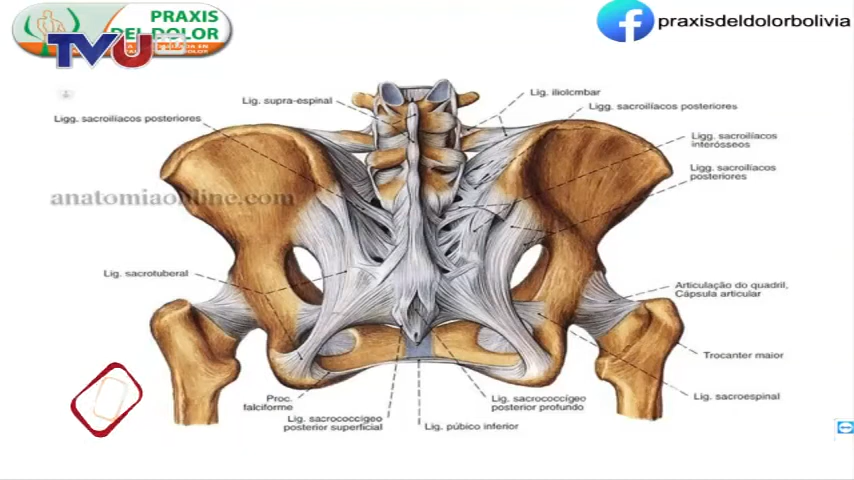 PRAXIS
DEL DOLOR
TVU
praxisdeldolorbolivia
Lig. supra-espinal
Lig. iliolcmbar
Ligg. sacroilíacos posteriores
Ligg. sacroilíacos posteriores
Ligg. sacroilíacos
interósseos
Ligg. sacroilíacos
posteriores
anatomiaonline.com
Lig. sacrotuberal
Articulação do quadril,
Cápsula articular
Trocanter maior
Lig. sacroespinal
Proc.
falciforme
Lig. sacrococcígeo
posterior superficial
Lig. púbico inferior
Lig. sacrococcígeo
posterior profundo